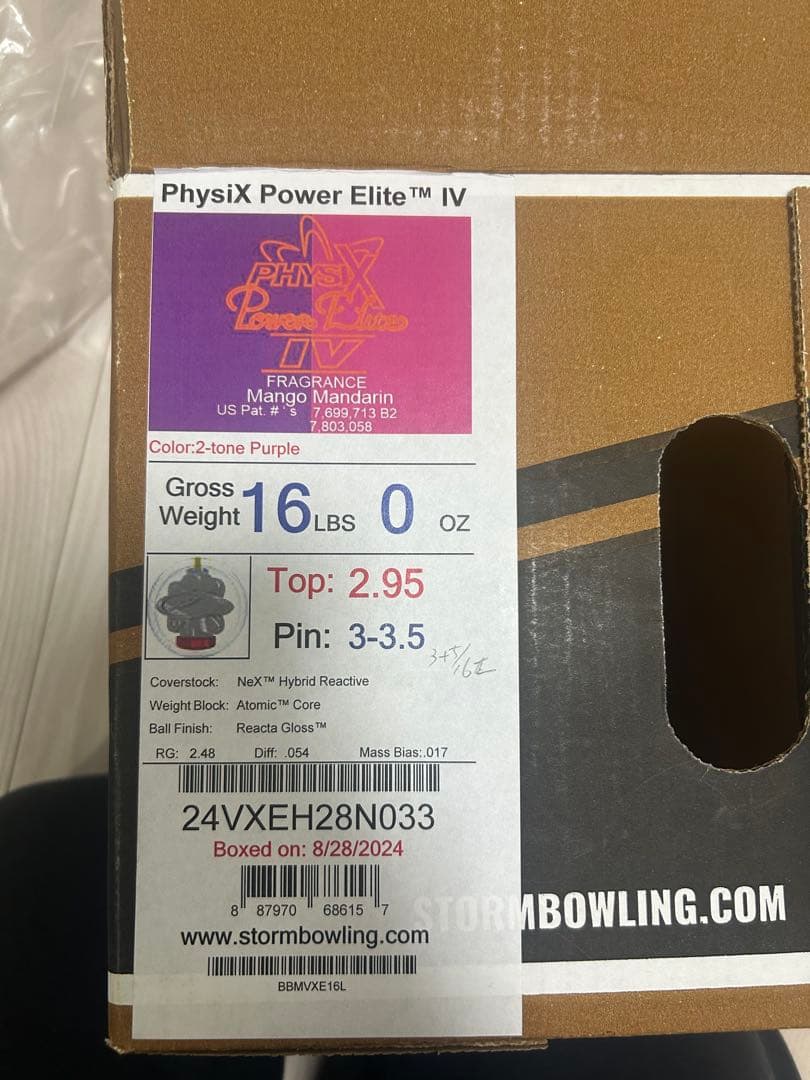 PhysiX Power Elite™ IV
PHYSIX
Power Elite
IV
FRAGRANCE
Mango Mandarin
US Pat. #'s 7,699,713 B2
7,803,058
Color:2-tone Purple
Gross Weight 16 LBS 0 OZ
Top: 2.95
Pin: 3-3.5
3+5/16
Coverstock: NeX™ Hybrid Reactive
Weight Block: Atomic™ Core
Ball Finish: Reacta Gloss™
RG: 2.48 Diff: .054 Mass Bias:.017
24VXEH28N033
Boxed on: 8/28/2024
8 87970 68615 7
STORMBOWLING.COM
www.stormbowling.com
BBMVXE16L